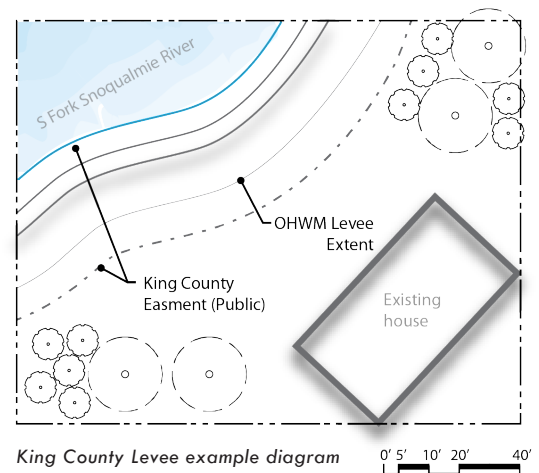 S Fork Snoqualmie River
OHWM Levee
Extent
King County
Easment (Public)
Existing
house
King County Levee example diagram
0' 5' 10' 20' 40'